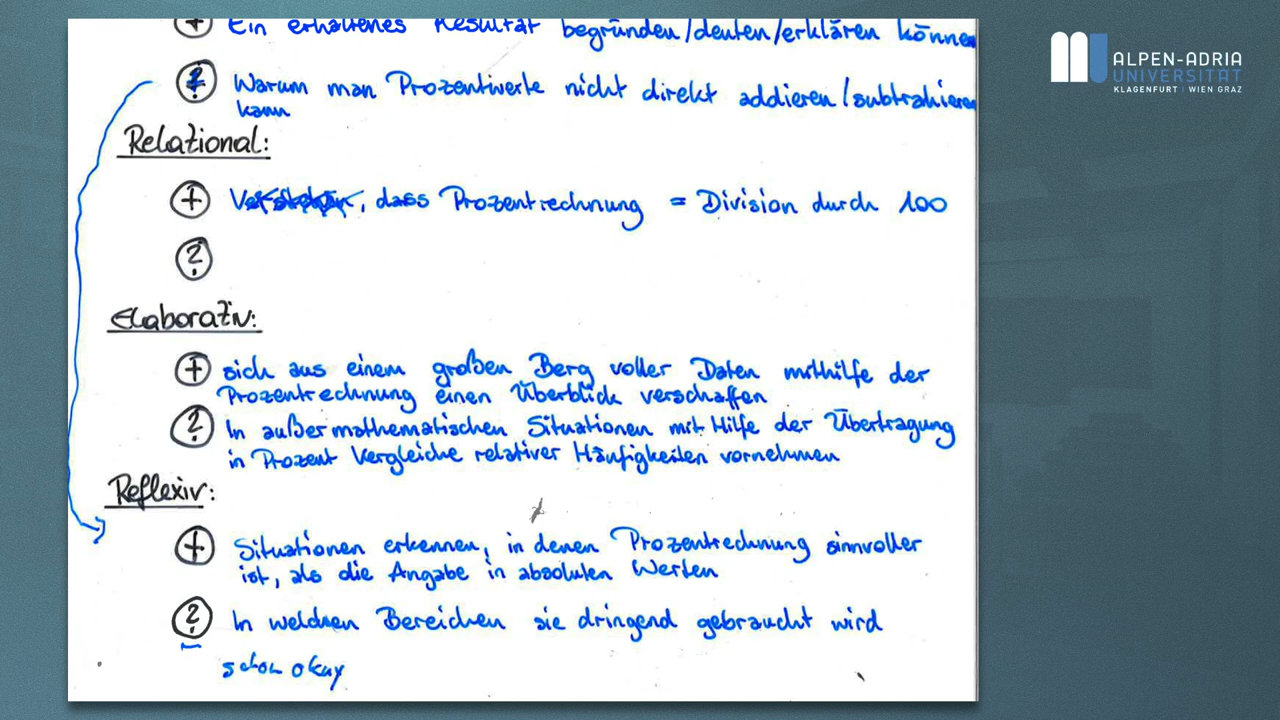 + Ein erhaltenes Resultat begründen/deuten/erklären können
? Warum man Prozentwerte nicht direkt addieren/subtrahieren
kann
Relational:
+ Verstehen, dass Prozentrechnung = Division durch 100
?
Elaborativ:
+ sich aus einem großen Berg voller Daten mithilfe der
Prozentrechnung einen Überblick verschaffen
? In außermathematischen Situationen mit Hilfe der Übertragung
in Prozent Vergleiche relativer Häufigkeiten vornehmen
Reflexiv:
+ Situationen erkennen, in denen Prozentrechnung sinnvoller
ist, als die Angabe in absoluten Werten
? In welchen Bereichen sie dringend gebraucht wird
schon okay
ALPEN-ADRIA
UNIVERSITÄT
KLAGENFURT | WIEN GRAZ